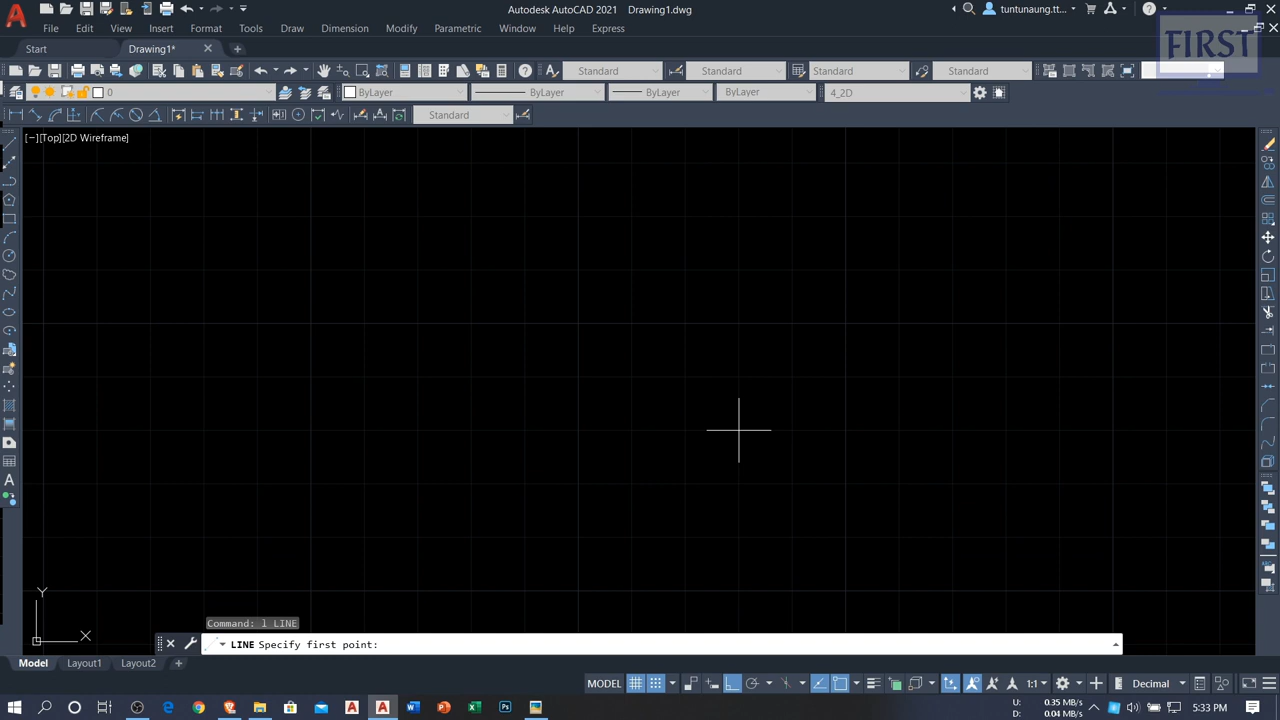 Autodesk AutoCAD 2021 Drawing1.dwg
tuntunaung.tt...
File Edit View Insert Format Tools Draw Dimension Modify Parametric Window Help Express
FIRST
Start Drawing1*
Standard Standard Standard Standard
0 ByLayer ByLayer ByLayer ByLayer 4_2D
Standard
[−][Top][2D Wireframe]
Y
X
Command: l LINE
LINE Specify first point:
Model Layout1 Layout2
MODEL 1:1 Decimal
U: 0.35 MB/s
D: 0.04 MB/s
5:33 PM